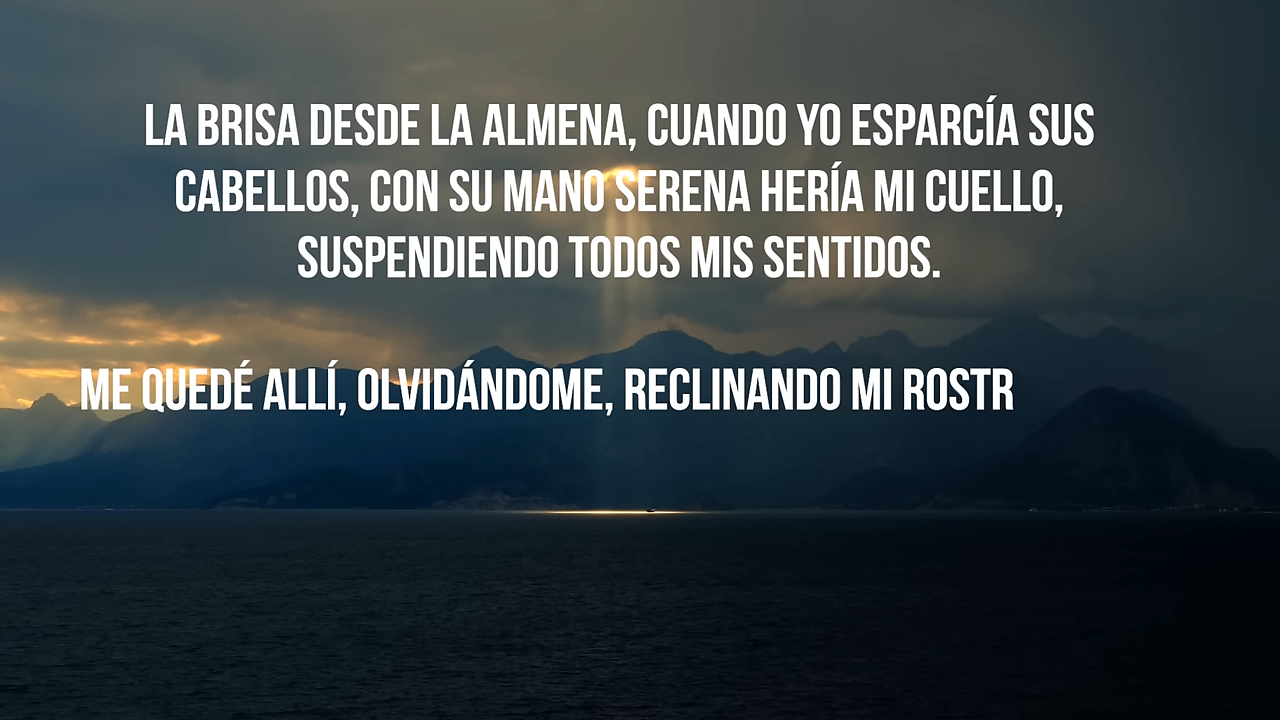 LA BRISA DESDE LA ALMENA, CUANDO YO ESPARCÍA SUS
CABELLOS, CON SU MANO SERENA HERÍA MI CUELLO,
SUSPENDIENDO TODOS MIS SENTIDOS.
ME QUEDÉ ALLÍ, OLVIDÁNDOME, RECLINANDO MI ROSTR